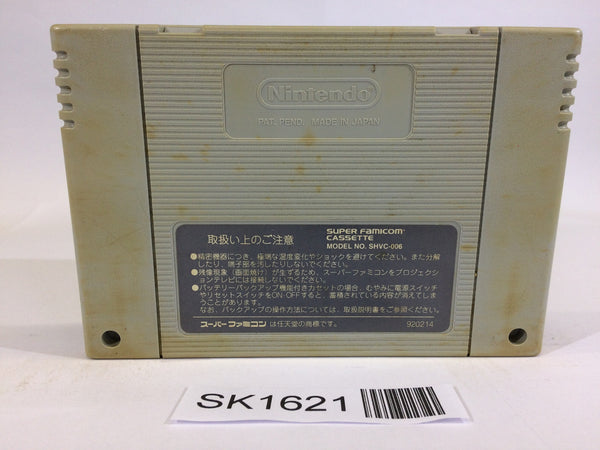 Nintendo
PAT. PEND. MADE IN JAPAN
取扱い上のご注意
SUPER FAMICOM
CASSETTE
MODEL NO. SHVC-006
●精密機器につき、極端な温度変化やショックを避けてください。また分解
したり、端子部を汚したりしないでください。
●残像現象（画面焼け）が生ずるため、スーパーファミコンをプロジェクシ
ョンテレビには接続しないでください。
●バッテリーバックアップ機能付きカセットの場合、むやみに電源スイッチ
やリセットスイッチをON·OFFすると、蓄積されている内容が消えてしま
うことがあります。
なお、バックアップの操作方法については、取扱説明書をご参照ください。
スーパーファミコン は任天堂の商標です。
920214
SK1621